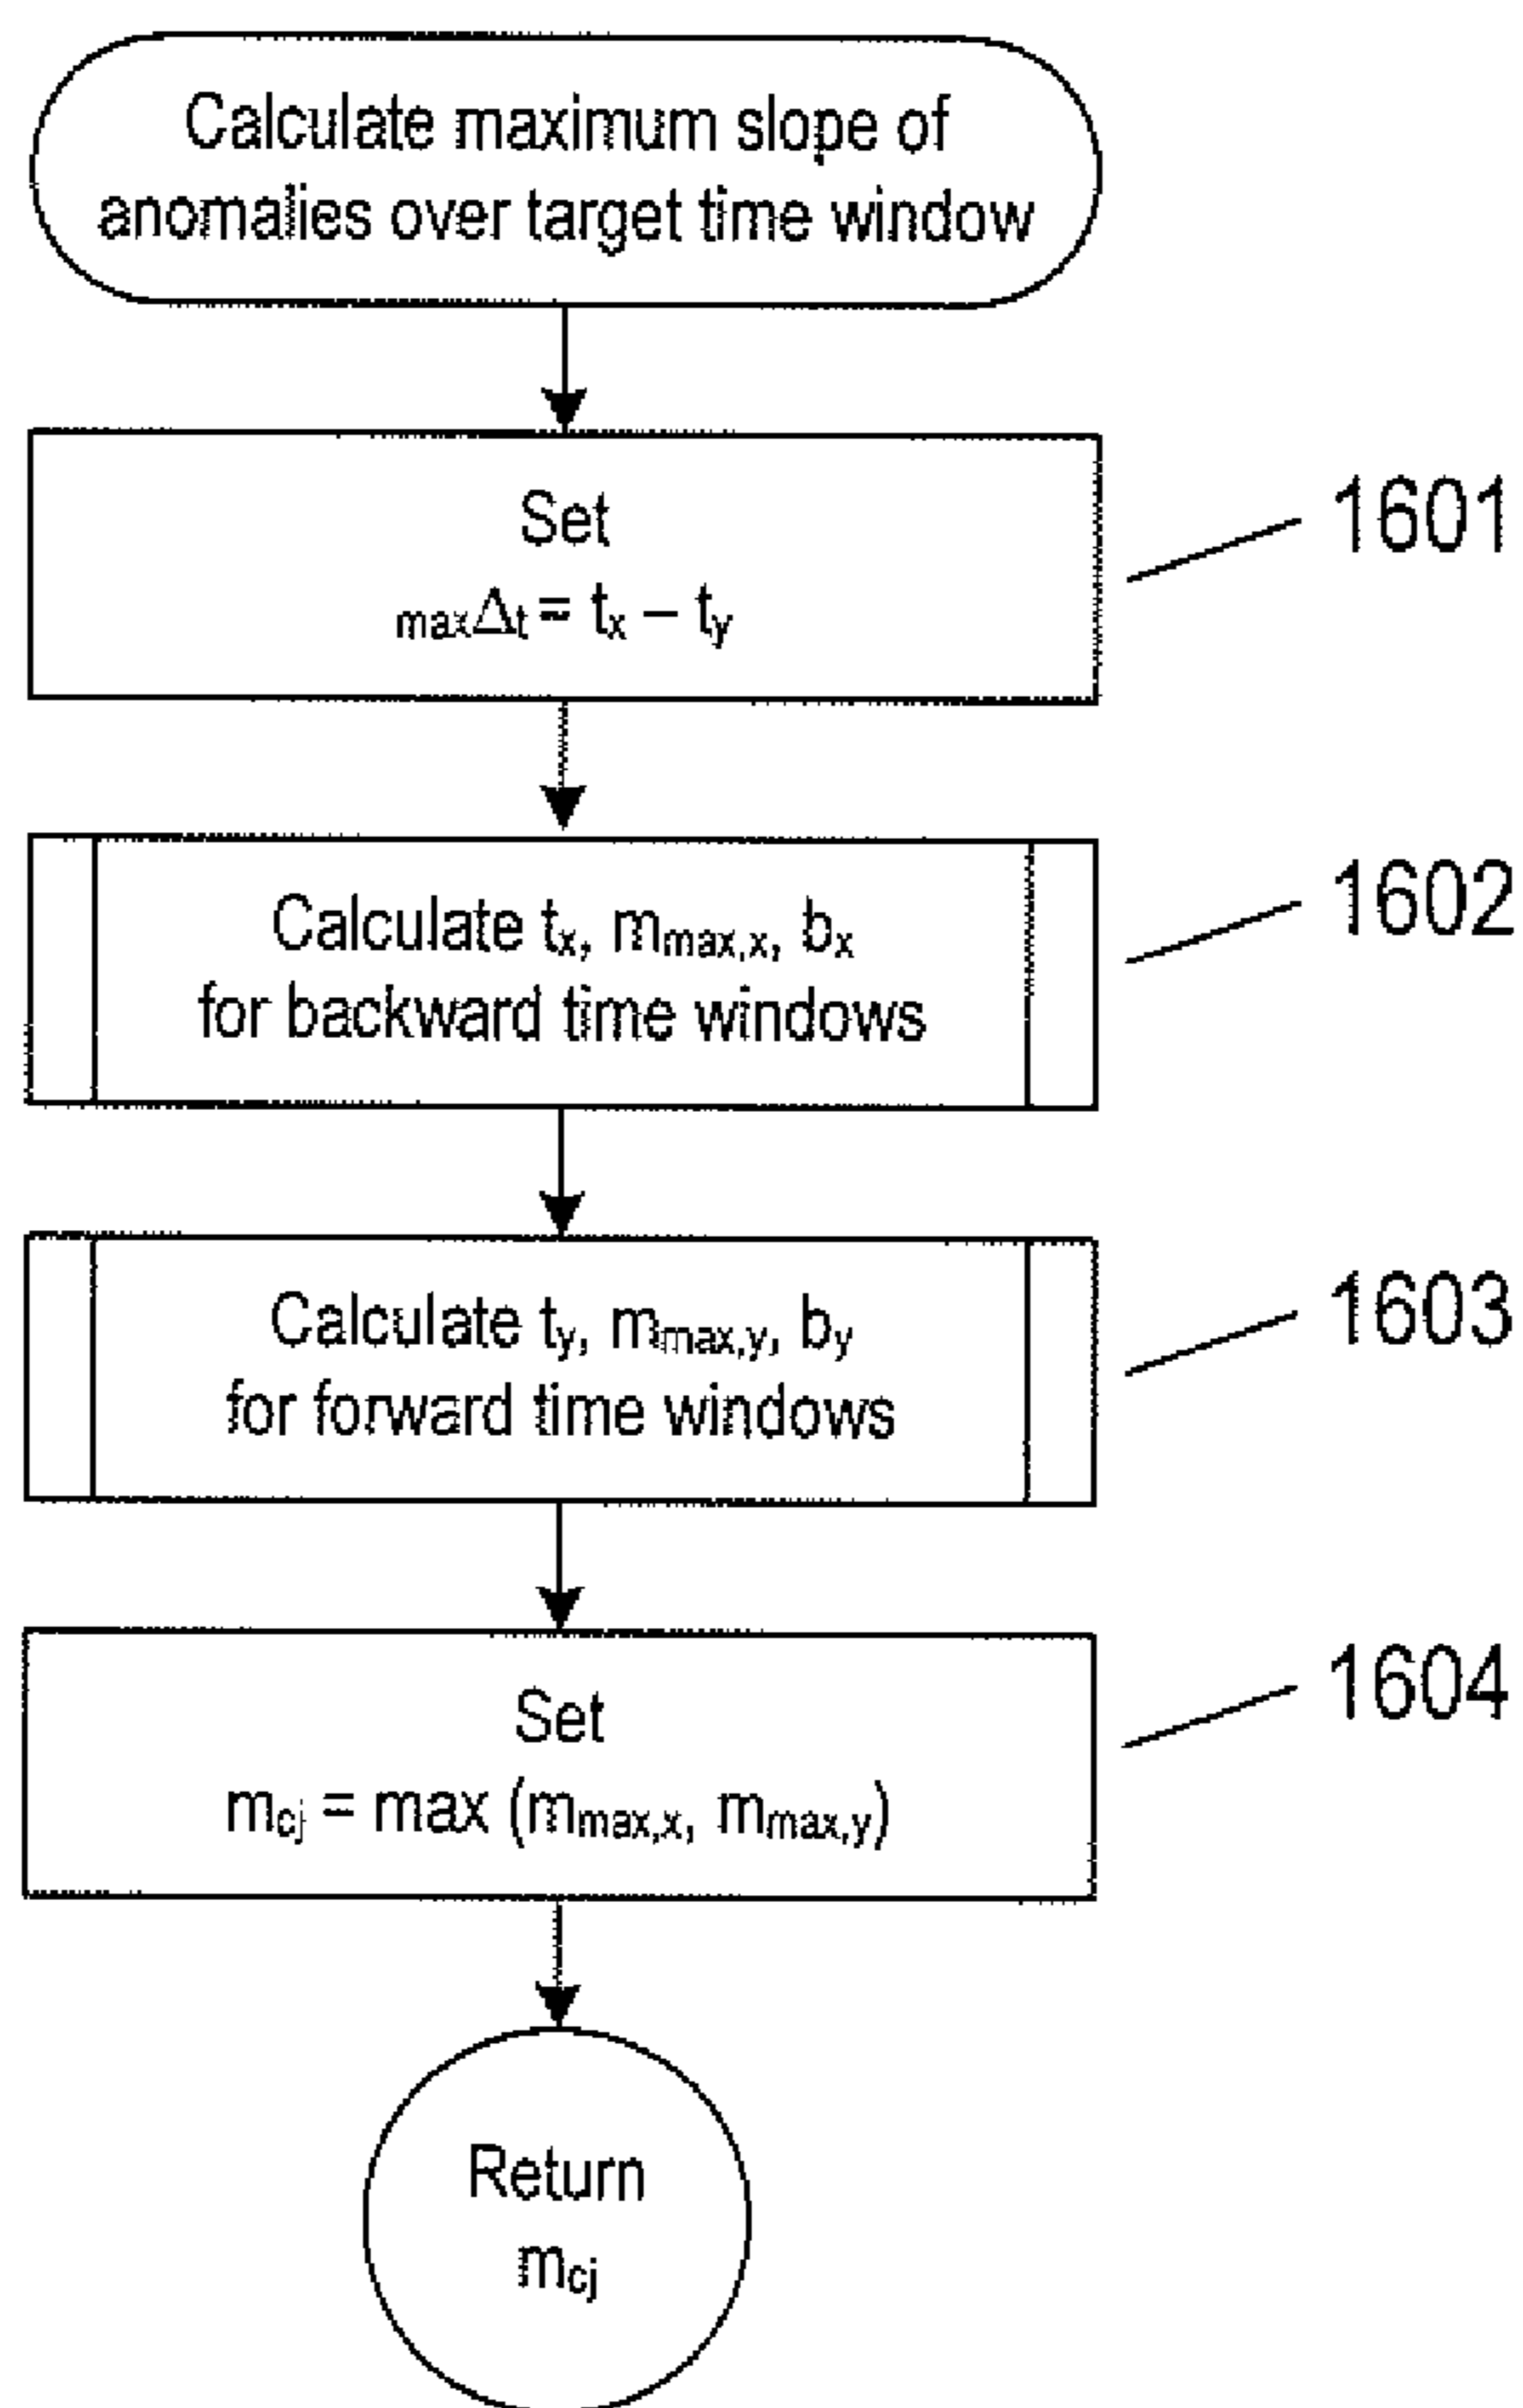 Calculate maximum slope of
anomalies over target time window
Set
maxΔt = tx – ty
1601
Calculate tx, mmax,x, bx
for backward time windows
1602
Calculate ty, mmax,y, by
for forward time windows
1603
Set
mcj = max (mmax,x, mmax,y)
1604
Return
mcj